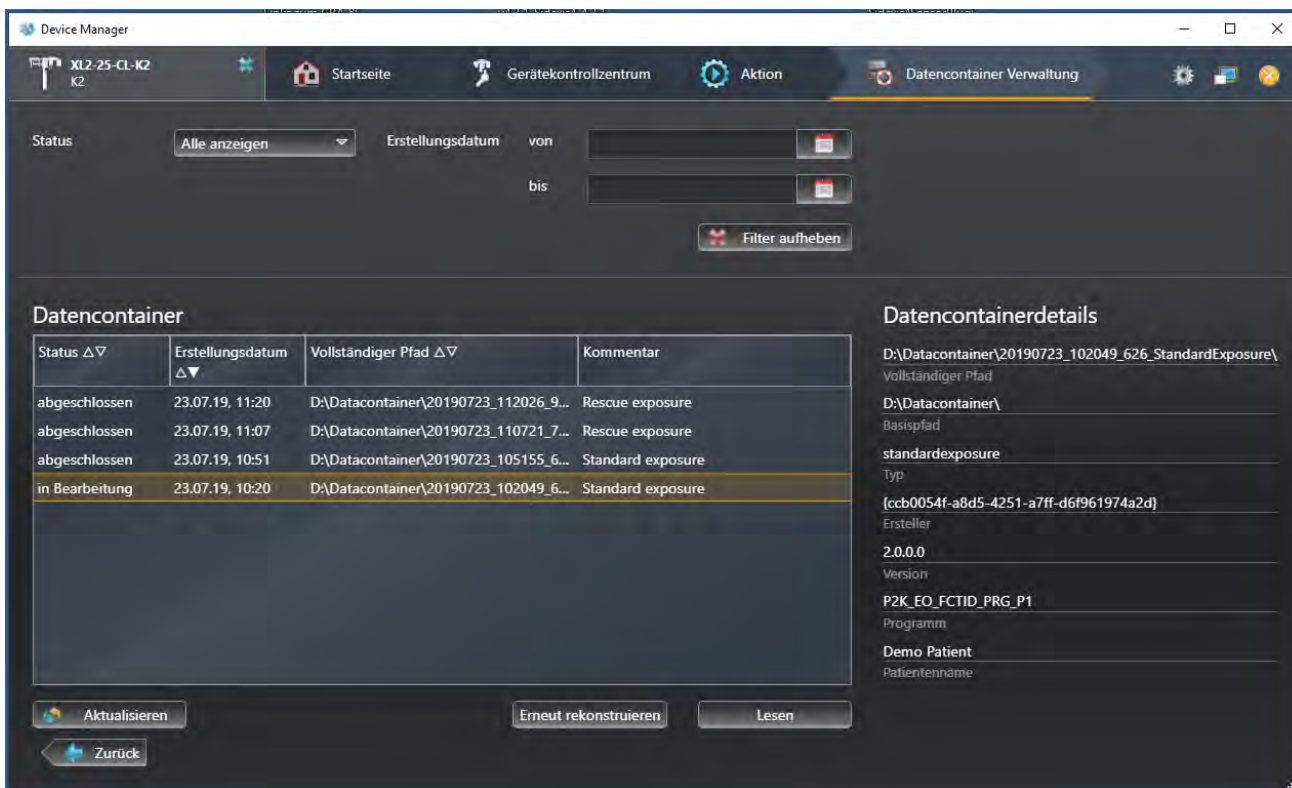 Device Manager
XL2-25-CL-K2
K2
Startseite
Gerätekontrollzentrum
Aktion
Datencontainer Verwaltung
Status
Alle anzeigen
Erstellungsdatum
von
bis
Filter aufheben
Datencontainer
Status △▽ Erstellungsdatum △▼ Vollständiger Pfad △▽ Kommentar
abgeschlossen 23.07.19, 11:20 D:\Datacontainer\20190723_112026_9... Rescue exposure
abgeschlossen 23.07.19, 11:07 D:\Datacontainer\20190723_110721_7... Rescue exposure
abgeschlossen 23.07.19, 10:51 D:\Datacontainer\20190723_105155_6... Standard exposure
in Bearbeitung 23.07.19, 10:20 D:\Datacontainer\20190723_102049_6... Standard exposure
Aktualisieren
Erneut rekonstruieren
Lesen
Zurück
Datencontainerdetails
D:\Datacontainer\20190723_102049_626_StandardExposure\
Vollständiger Pfad
D:\Datacontainer\
Basispfad
standardexposure
Typ
{ccb0054f-a8d5-4251-a7ff-d6f961974a2d}
Ersteller
2.0.0.0
Version
P2K_EO_FCTID_PRG_P1
Programm
Demo Patient
Patientenname